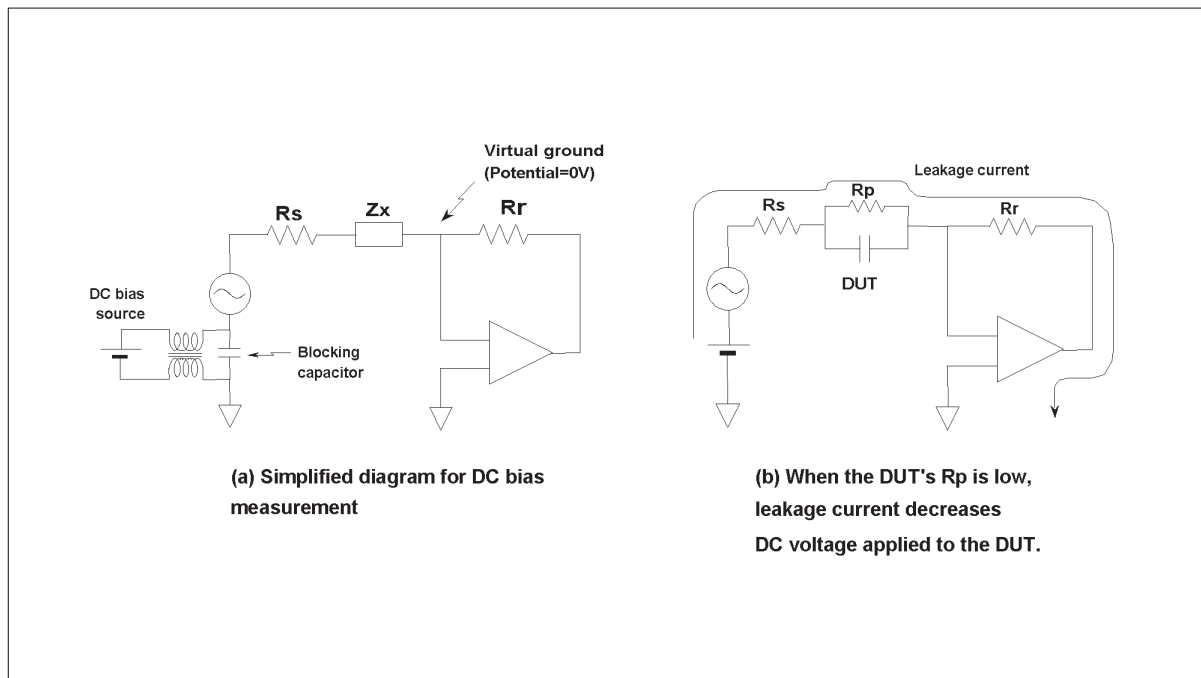 Virtual ground
(Potential=0V)
Rs
Zx
Rr
DC bias
source
Blocking
capacitor
(a) Simplified diagram for DC bias
measurement
Leakage current
Rp
Rs
Rr
DUT
(b) When the DUT's Rp is low,
leakage current decreases
DC voltage applied to the DUT.